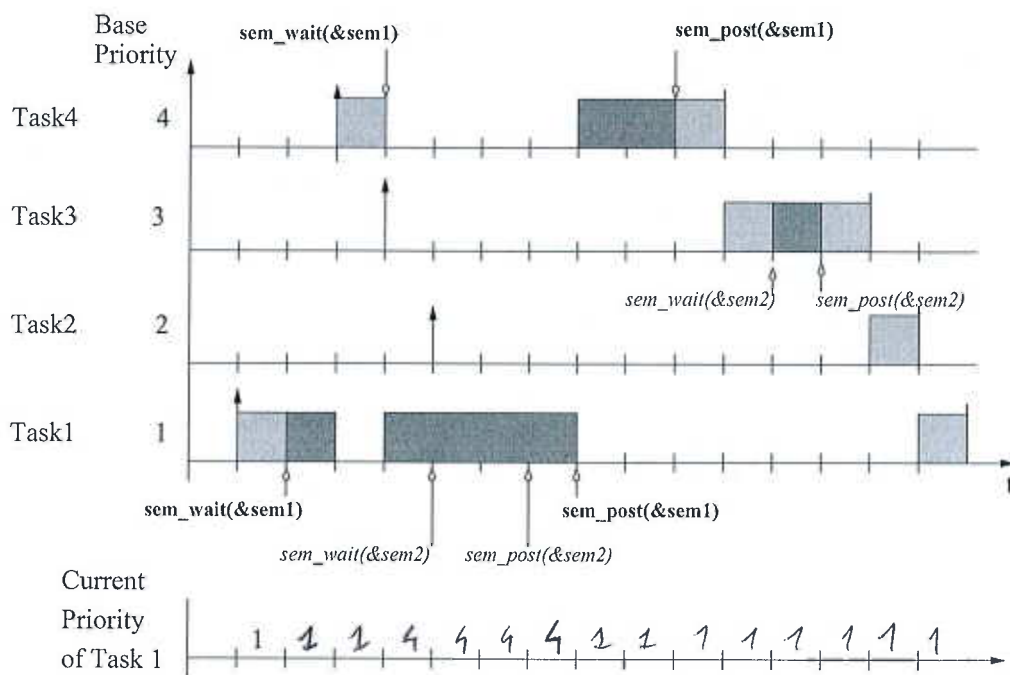 Base
Priority
sem_wait(&sem1)
sem_post(&sem1)
Task4 4
Task3 3
sem_wait(&sem2)
sem_post(&sem2)
Task2 2
Task1 1
t
sem_wait(&sem1)
sem_post(&sem1)
sem_wait(&sem2)
sem_post(&sem2)
Current
Priority
of Task 1
1 1 1 4 4 4 4 1 1 1 1 1 1 1 1